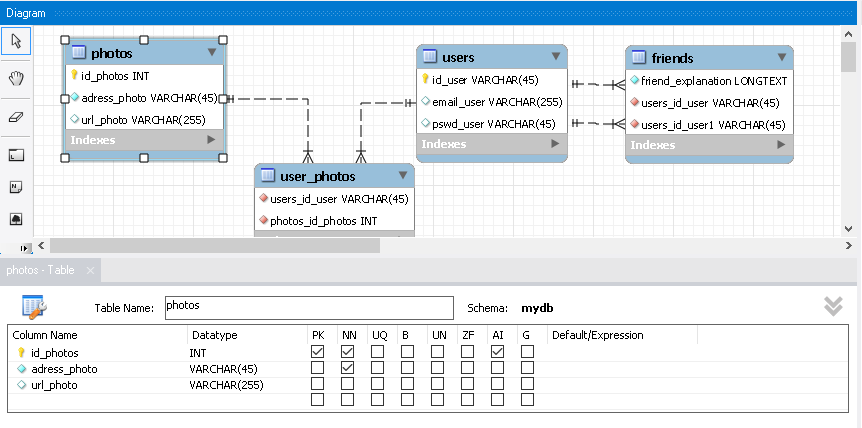 Diagram
photos
id_photos INT
adress_photo VARCHAR(45)
url_photo VARCHAR(255)
Indexes
users
id_user VARCHAR(45)
email_user VARCHAR(255)
pswd_user VARCHAR(45)
Indexes
friends
friend_explanation LONGTEXT
users_id_user VARCHAR(45)
users_id_user1 VARCHAR(45)
Indexes
user_photos
users_id_user VARCHAR(45)
photos_id_photos INT
photos - Table ×
Table Name: photos Schema: mydb
Column Name Datatype PK NN UQ B UN ZF AI G Default/Expression
id_photos INT
adress_photo VARCHAR(45)
url_photo VARCHAR(255)